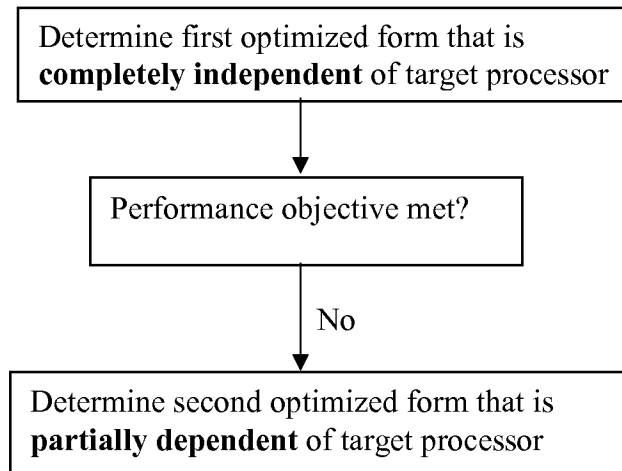 Determine first optimized form that is
completely independent of target processor
Performance objective met?
No
Determine second optimized form that is
partially dependent of target processor